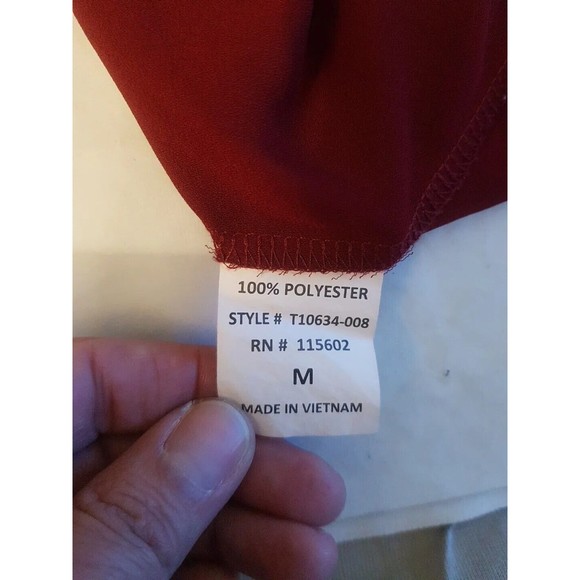 100% POLYESTER
STYLE # T10634-008
RN # 115602
M
MADE IN VIETNAM